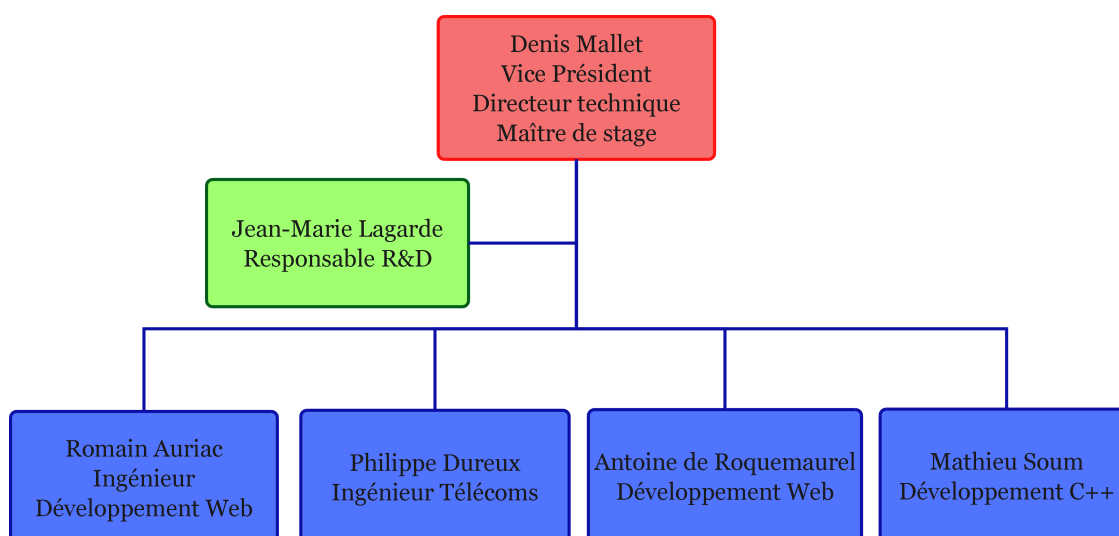 Denis Mallet
Vice Président
Directeur technique
Maître de stage
Jean-Marie Lagarde
Responsable R&D
Romain Auriac
Ingénieur
Développement Web
Philippe Dureux
Ingénieur Télécoms
Antoine de Roquemaurel
Développement Web
Mathieu Soum
Développement C++